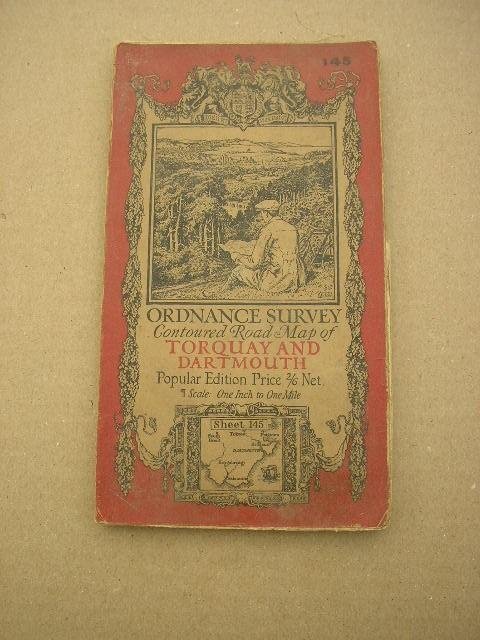 145
ORDNANCE SURVEY
Contoured Road Map of
TORQUAY AND
DARTMOUTH
Popular Edition Price 2/6 Net.
¶ Scale: One Inch to One Mile
Sheet 145
Totnes